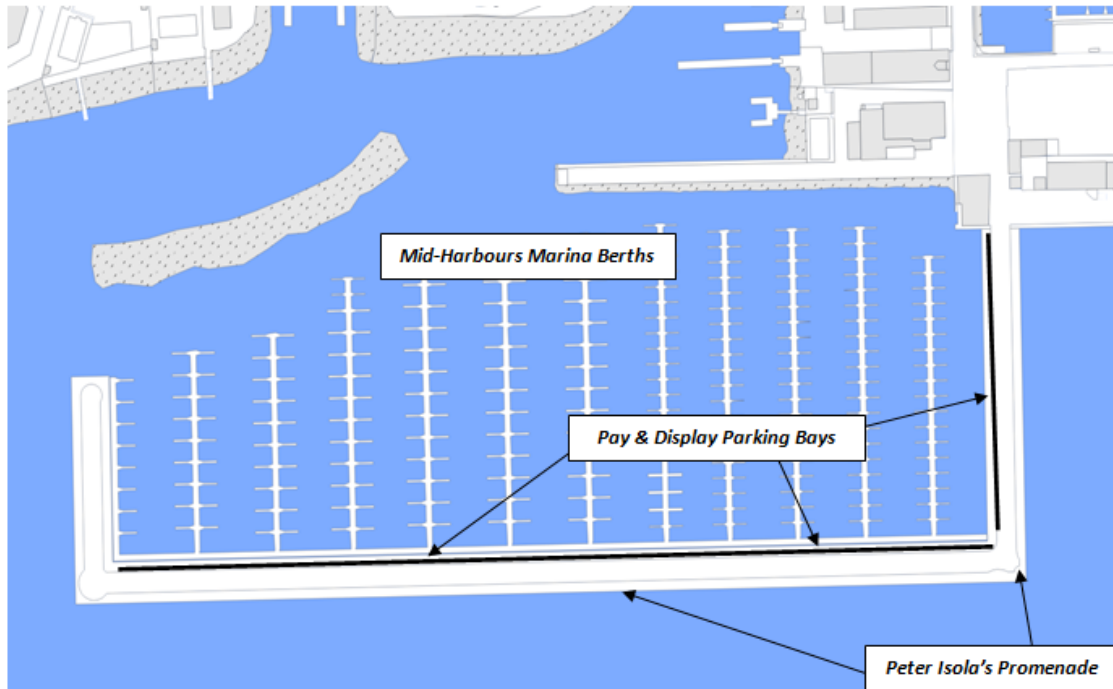 Mid-Harbours Marina Berths
Pay & Display Parking Bays
Peter Isola's Promenade